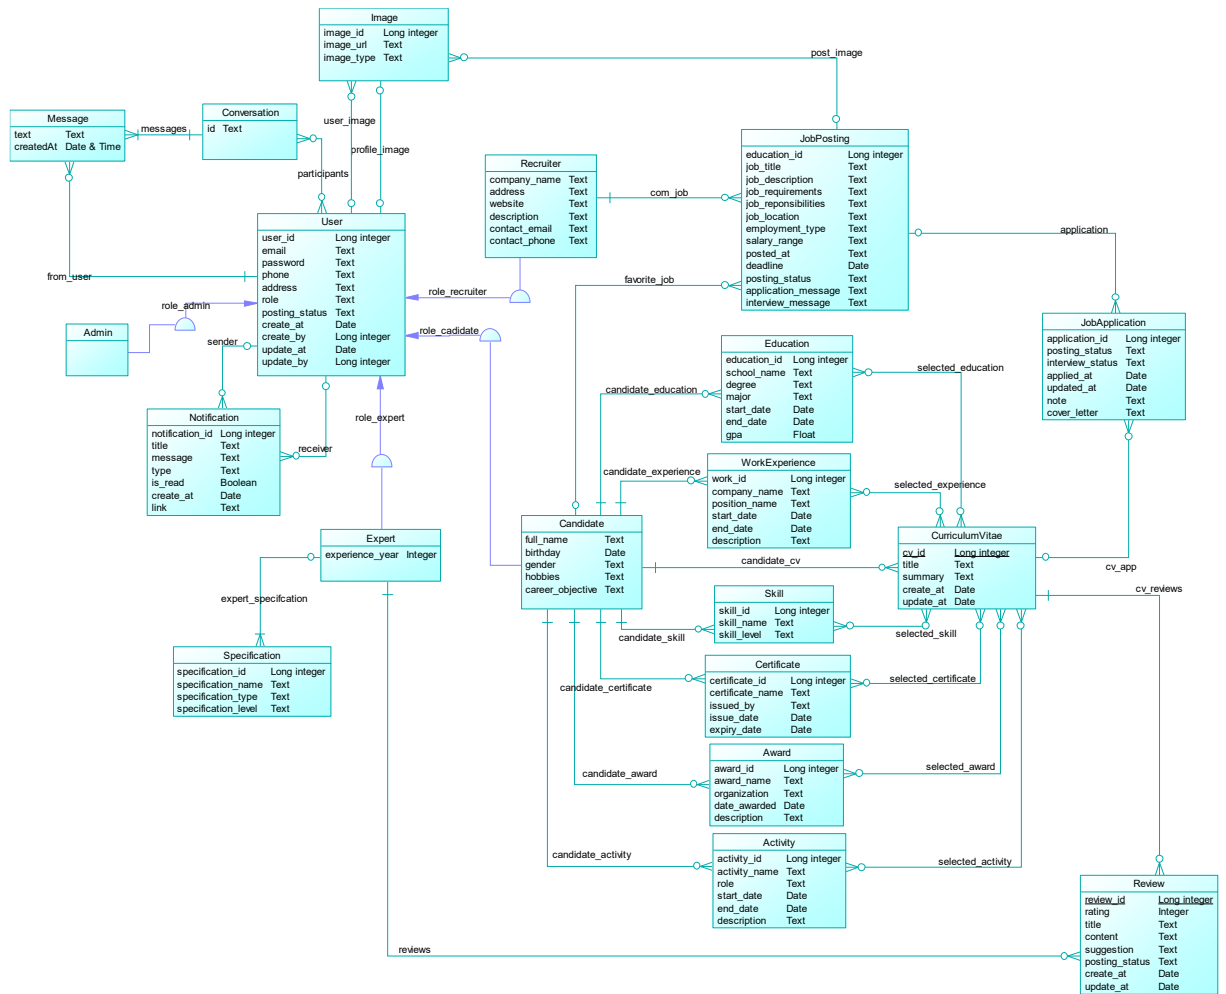 Image
image_id Long integer
image_url Text
image_type Text
post_image
Message
text Text
createdAt Date & Time
messages
Conversation
id Text
user_image
profile_image
participants
from_user
User
user_id Long integer
email Text
password Text
phone Text
address Text
role Text
posting_status Text
create_at Date
create_by Long integer
update_at Date
update_by Long integer
Recruiter
company_name Text
address Text
website Text
description Text
contact_email Text
contact_phone Text
com_job
JobPosting
education_id Long integer
job_title Text
job_description Text
job_requirements Text
job_reponsibilities Text
job_location Text
employment_type Text
salary_range Text
posted_at Text
deadline Date
posting_status Text
application_message Text
interview_message Text
application
favorite_job
role_recruiter
role_admin
role_cadidate
Admin
sender
JobApplication
application_id Long integer
posting_status Text
interview_status Text
applied_at Date
updated_at Date
note Text
cover_letter Text
Education
education_id Long integer
school_name Text
degree Text
major Text
start_date Date
end_date Date
gpa Float
selected_education
candidate_education
Notification
notification_id Long integer
title Text
message Text
type Text
is_read Boolean
create_at Date
link Text
receiver
role_expert
WorkExperience
work_id Long integer
company_name Text
position_name Text
start_date Date
end_date Date
description Text
candidate_experience
selected_experience
Expert
experience_year Integer
expert_specifcation
Candidate
full_name Text
birthday Date
gender Text
hobbies Text
career_objective Text
candidate_cv
CurriculumVitae
cv_id Long integer
title Text
summary Text
create_at Date
update_at Date
cv_app
cv_reviews
Skill
skill_id Long integer
skill_name Text
skill_level Text
candidate_skill
selected_skill
Specification
specification_id Long integer
specification_name Text
specification_type Text
specification_level Text
Certificate
certificate_id Long integer
certificate_name Text
issued_by Text
issue_date Date
expiry_date Date
candidate_certificate
selected_certificate
Award
award_id Long integer
award_name Text
organization Text
date_awarded Date
description Text
candidate_award
selected_award
Activity
activity_id Long integer
activity_name Text
role Text
start_date Date
end_date Date
description Text
candidate_activity
selected_activity
Review
review_id Long integer
rating Integer
title Text
content Text
suggestion Text
posting_status Text
create_at Date
update_at Date
reviews